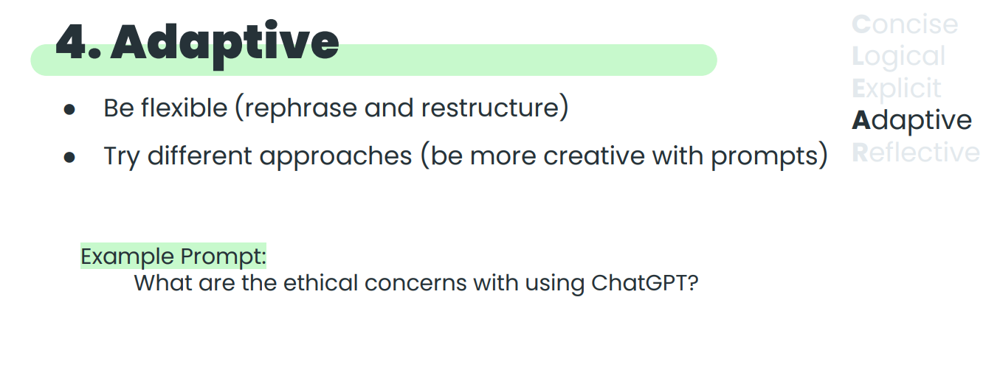 4. Adaptive
● Be flexible (rephrase and restructure)
● Try different approaches (be more creative with prompts)
Example Prompt:
What are the ethical concerns with using ChatGPT?
Concise
Logical
Explicit
Adaptive
Reflective